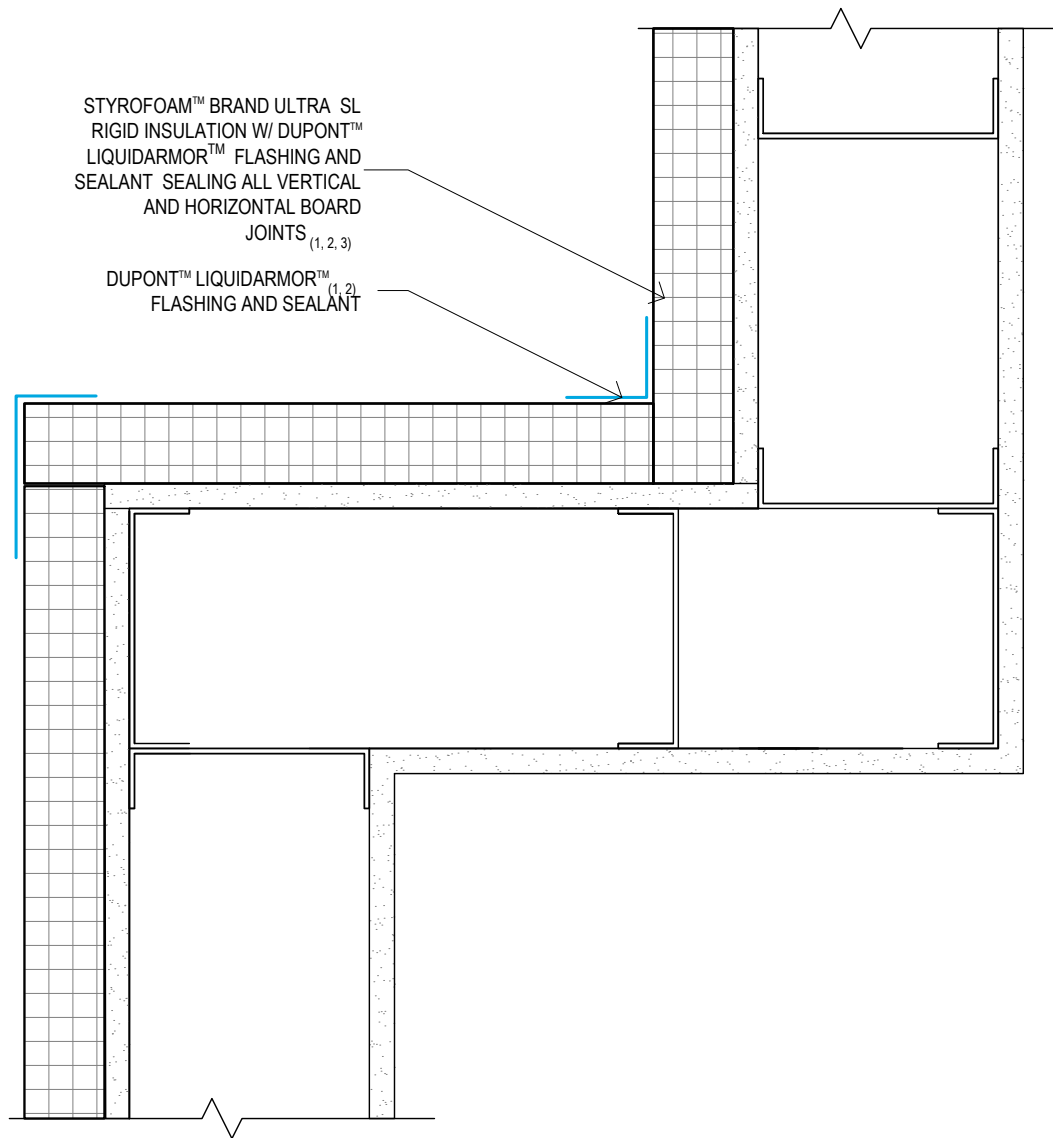 STYROFOAM™ BRAND ULTRA SL
RIGID INSULATION W/ DUPONT™
LIQUIDARMOR™ FLASHING AND
SEALANT SEALING ALL VERTICAL
AND HORIZONTAL BOARD
JOINTS (1, 2, 3)
DUPONT™ LIQUIDARMOR™ (1, 2)
FLASHING AND SEALANT